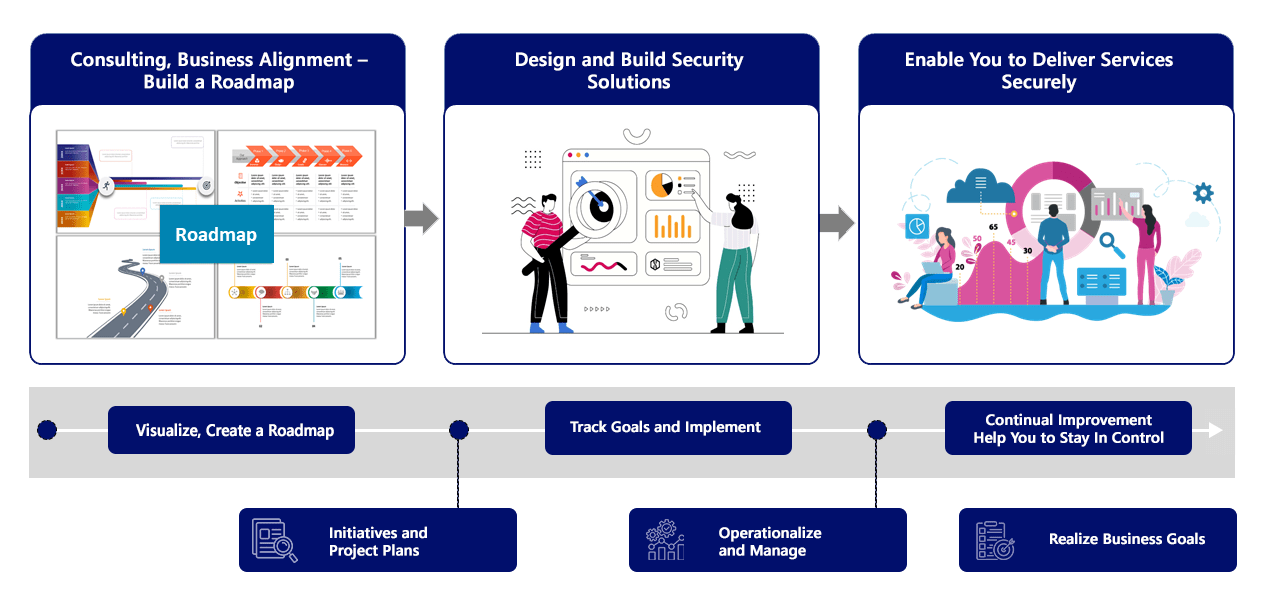 Consulting, Business Alignment –
Build a Roadmap
Design and Build Security
Solutions
Enable You to Deliver Services
Securely
Roadmap
65
50
45
30
20
Visualize, Create a Roadmap
Track Goals and Implement
Continual Improvement
Help You to Stay In Control
Initiatives and
Project Plans
Operationalize
and Manage
Realize Business Goals